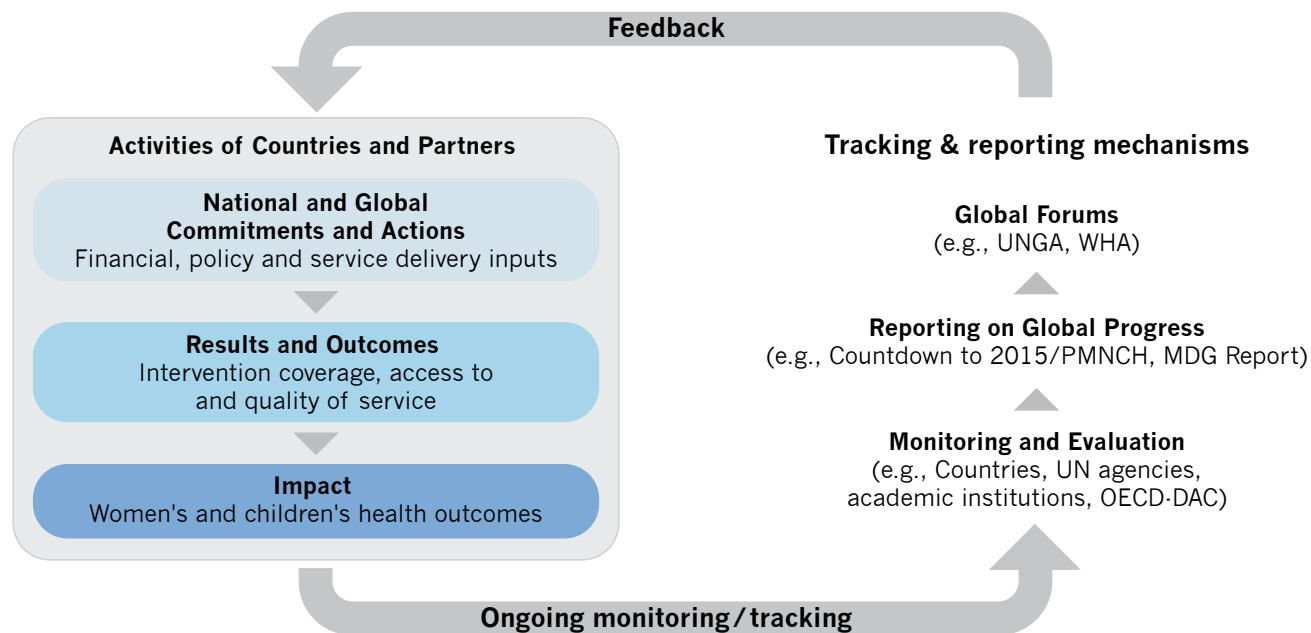 Feedback
Activities of Countries and Partners
National and Global
Commitments and Actions
Financial, policy and service delivery inputs
Results and Outcomes
Intervention coverage, access to
and quality of service
Impact
Women's and children's health outcomes
Tracking & reporting mechanisms
Global Forums
(e.g., UNGA, WHA)
Reporting on Global Progress
(e.g., Countdown to 2015/PMNCH, MDG Report)
Monitoring and Evaluation
(e.g., Countries, UN agencies,
academic institutions, OECD-DAC)
Ongoing monitoring/tracking